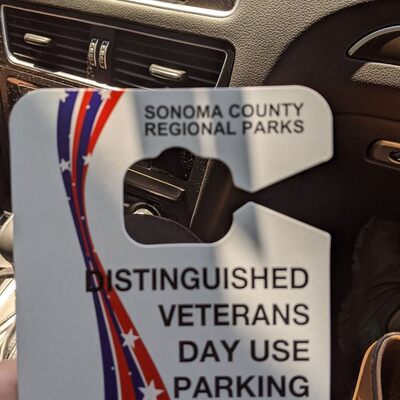 SONOMA COUNTY
REGIONAL PARKS
DISTINGUISHED
VETERANS
DAY USE
PARKING